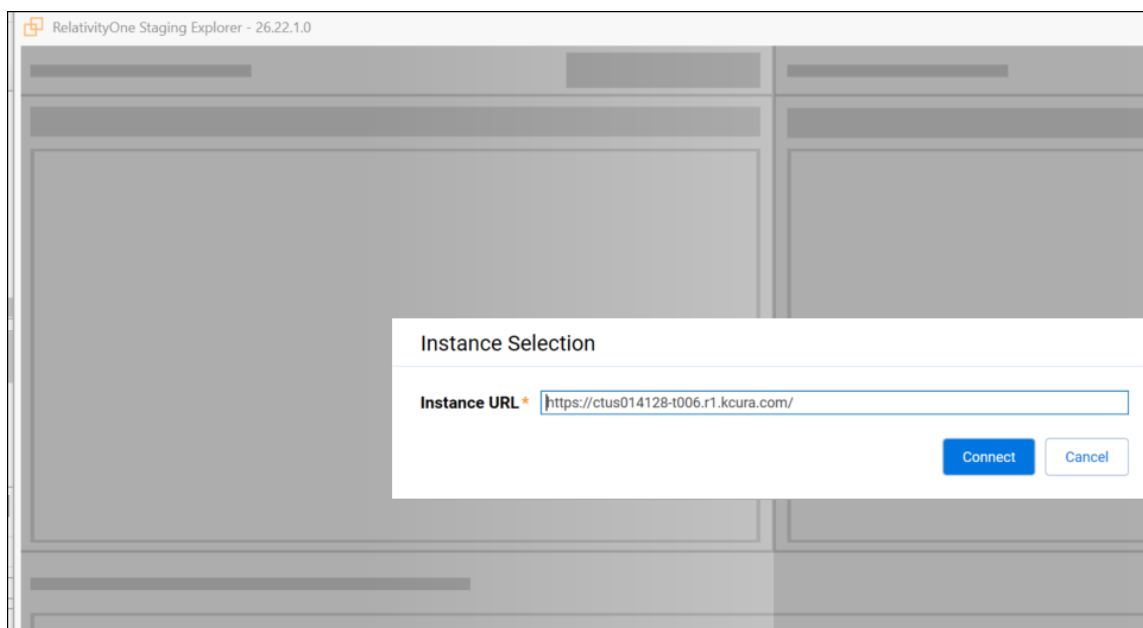 RelativityOne Staging Explorer - 26.22.1.0
Instance Selection
Instance URL* https://ctus014128-t006.r1.kcura.com/
Connect Cancel